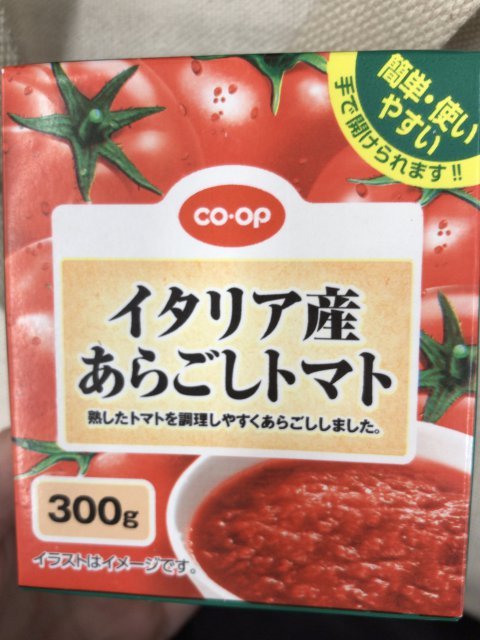 簡単・使い
やすい
手で開けられます!!
CO·OP
イタリア産
あらごしトマト
熟したトマトを調理しやすくあらごししました。
300g
イラストはイメージです。